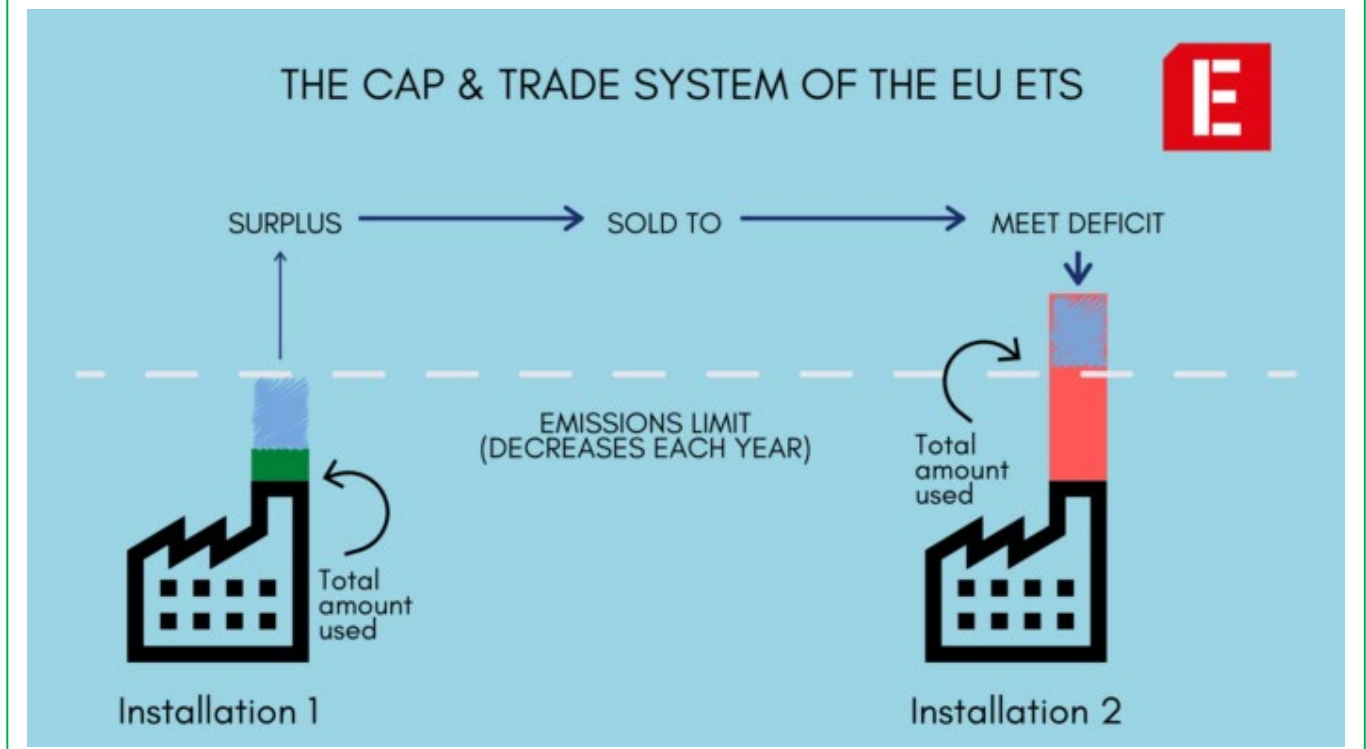 THE CAP & TRADE SYSTEM OF THE EU ETS
E
SURPLUS
SOLD TO
MEET DEFICIT
EMISSIONS LIMIT
(DECREASES EACH YEAR)
Total
amount
used
Total
amount
used
Installation 1
Installation 2